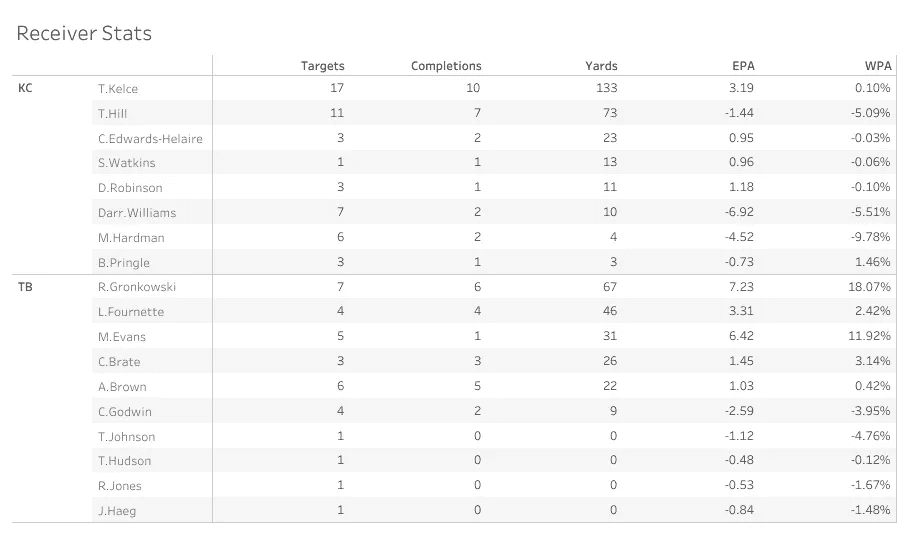 Receiver Stats
Targets Completions Yards EPA WPA
KC T.Kelce 17 10 133 3.19 0.10%
T.Hill 11 7 73 -1.44 -5.09%
C.Edwards-Helaire 3 2 23 0.95 -0.03%
S.Watkins 1 1 13 0.96 -0.06%
D.Robinson 3 1 11 1.18 -0.10%
Darr.Williams 7 2 10 -6.92 -5.51%
M.Hardman 6 2 4 -4.52 -9.78%
B.Pringle 3 1 3 -0.73 1.46%
TB R.Gronkowski 7 6 67 7.23 18.07%
L.Fournette 4 4 46 3.31 2.42%
M.Evans 5 1 31 6.42 11.92%
C.Brate 3 3 26 1.45 3.14%
A.Brown 6 5 22 1.03 0.42%
C.Godwin 4 2 9 -2.59 -3.95%
T.Johnson 1 0 0 -1.12 -4.76%
T.Hudson 1 0 0 -0.48 -0.12%
R.Jones 1 0 0 -0.53 -1.67%
J.Haeg 1 0 0 -0.84 -1.48%